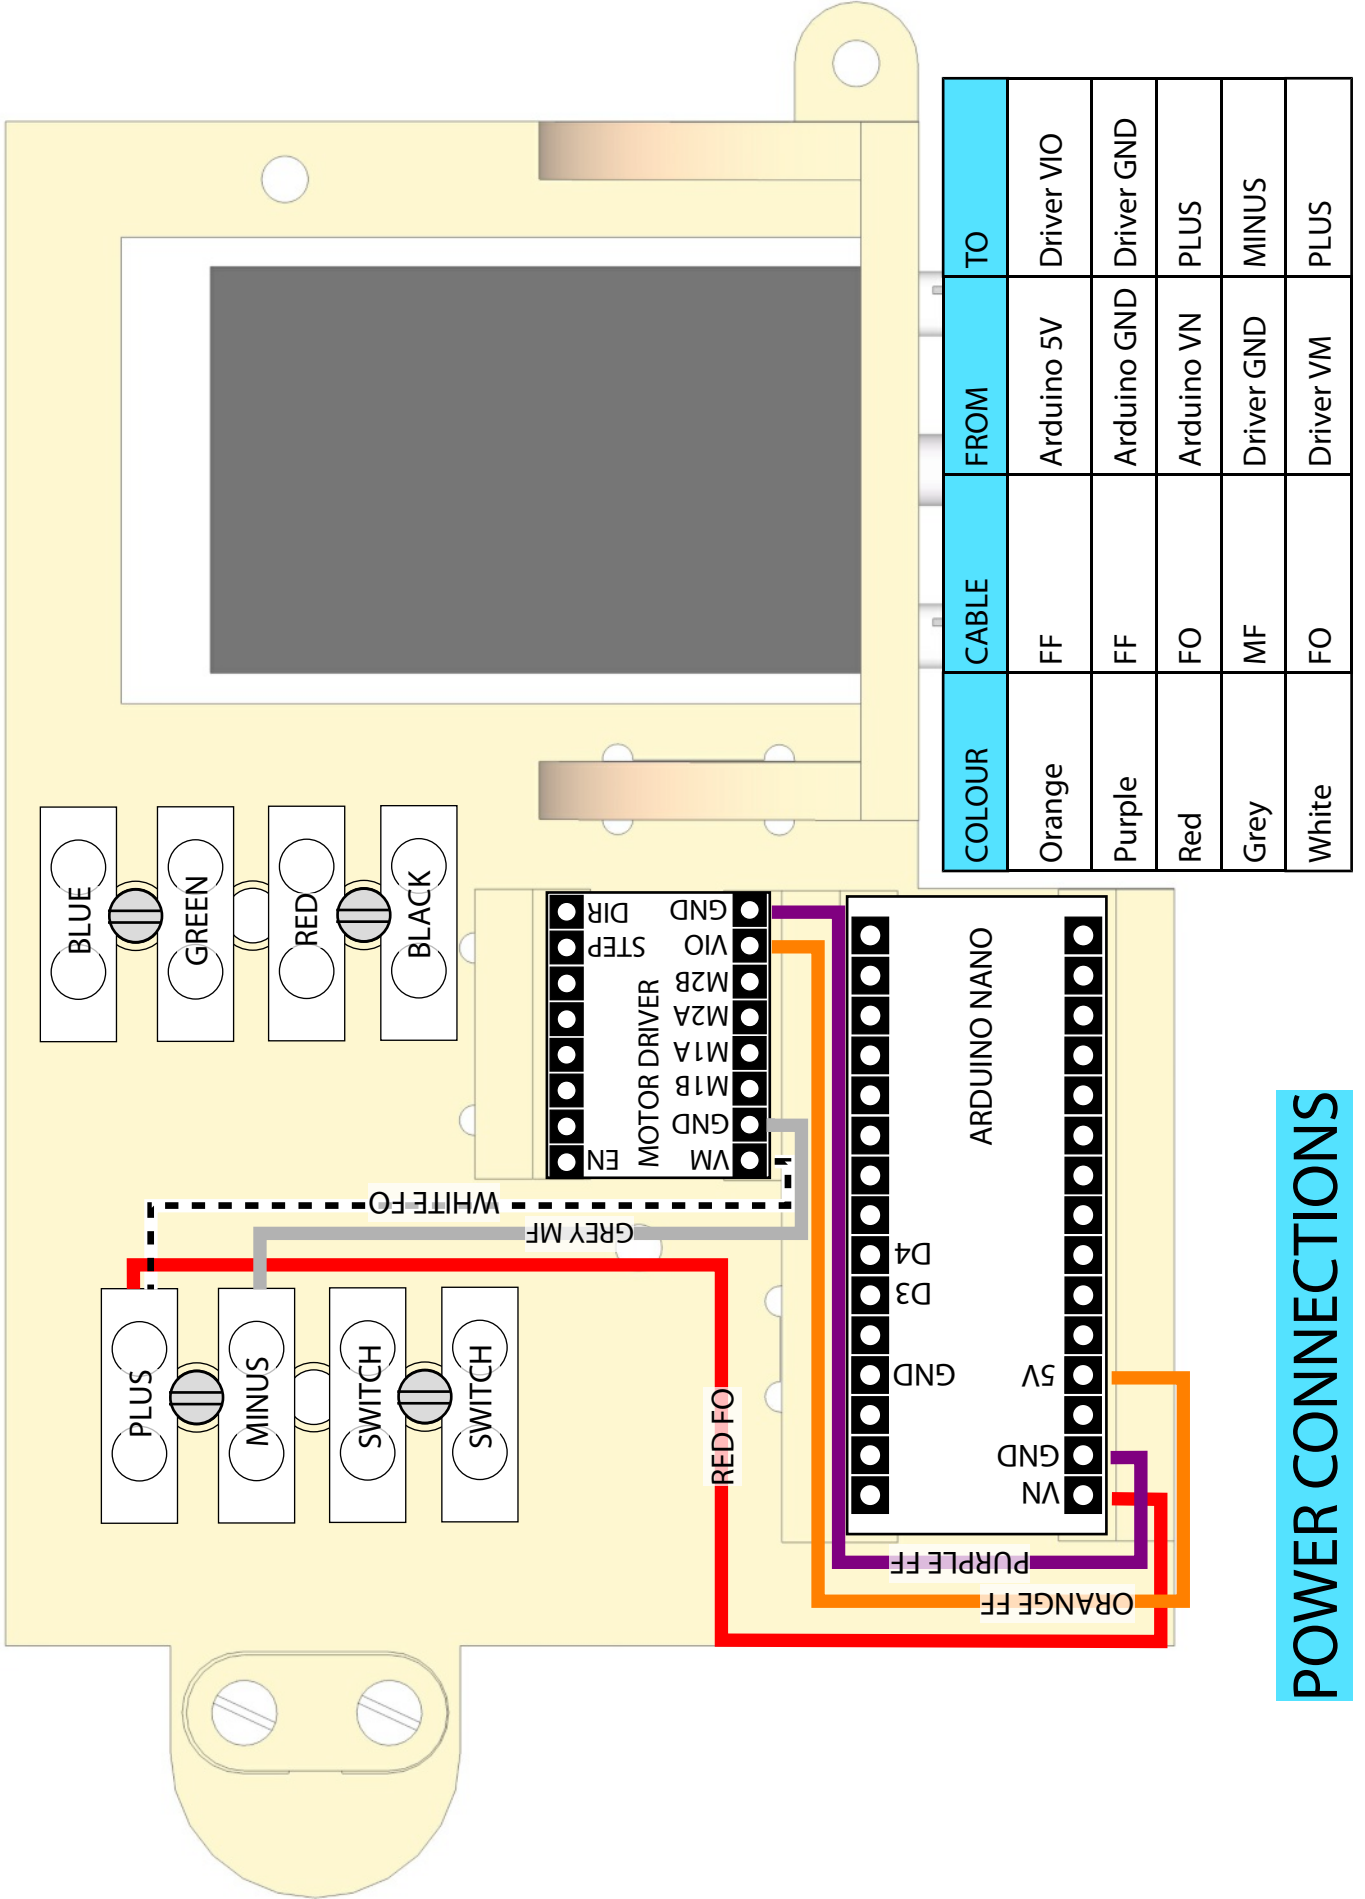 POWER CONNECTIONS
COLOUR CABLE FROM TO
Orange FF Arduino 5V Driver VIO
Purple FF Arduino GND Driver GND
Red FO Arduino VN PLUS
Grey MF Driver GND MINUS
White FO Driver VM PLUS
PLUS
MINUS
SWITCH
SWITCH
BLUE
GREEN
RED
BLACK
WHITE FO
GREY MF
RED FO
PURPLE FF
ORANGE FF
MOTOR DRIVER
EN
STEP
DIR
VM
GND
M1B
M1A
M2A
M2B
VIO
GND
ARDUINO NANO
GND
D3
D4
VN
GND
5V